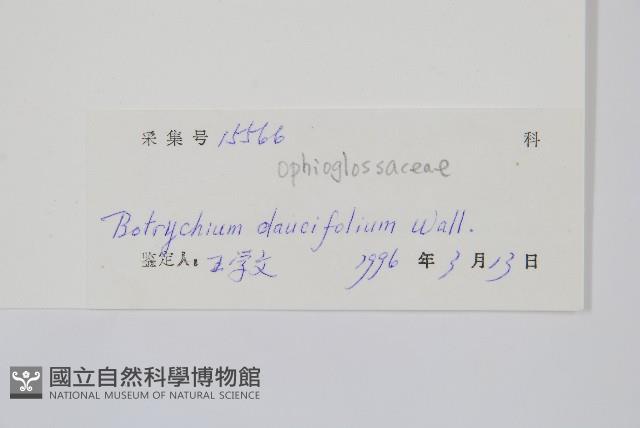 采集号 15566 科
Ophioglossaceae
Botrychium daucifolium Wall.
鉴定人: 王学文 1996 年 3 月 13 日
國立自然科學博物館
NATIONAL MUSEUM OF NATURAL SCIENCE